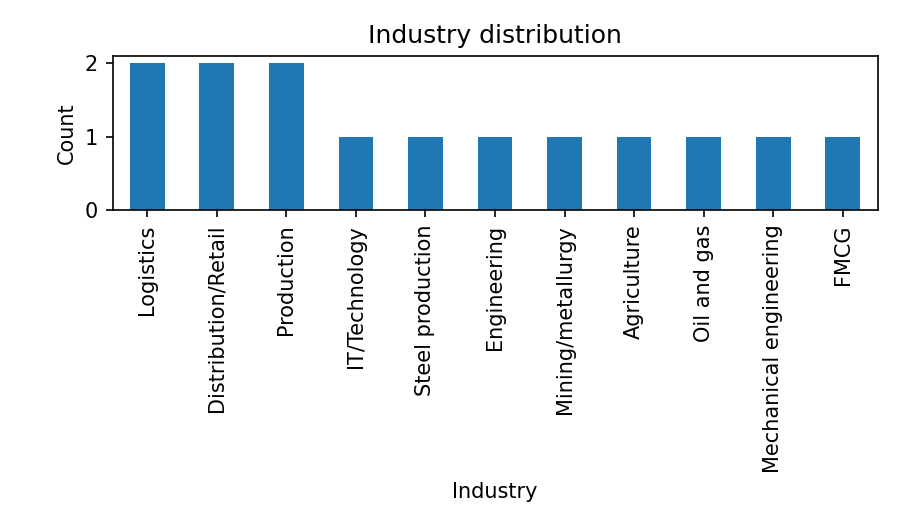 Industry distribution
Count
2
1
0
Logistics
Distribution/Retail
Production
IT/Technology
Steel production
Engineering
Mining/metallurgy
Agriculture
Oil and gas
Mechanical engineering
FMCG
Industry